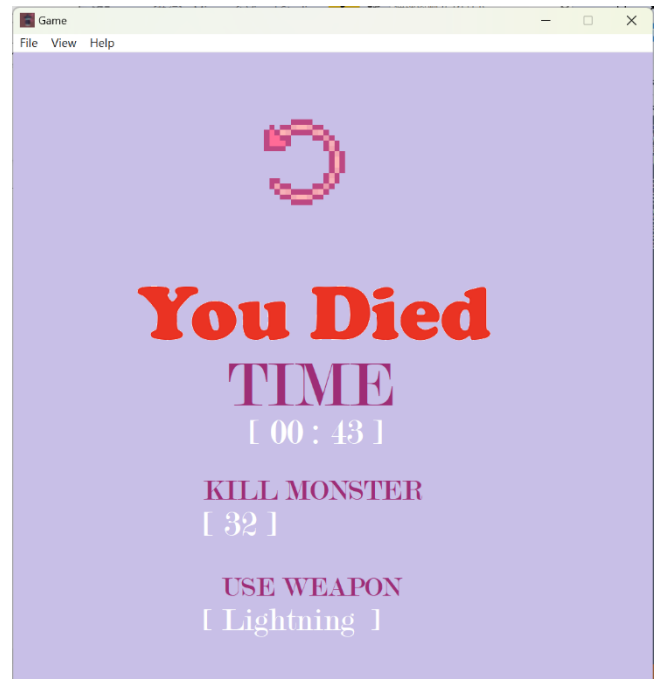 Game
File View Help
You Died
TIME
[ 00 : 43 ]
KILL MONSTER
[ 32 ]
USE WEAPON
[ Lightning ]